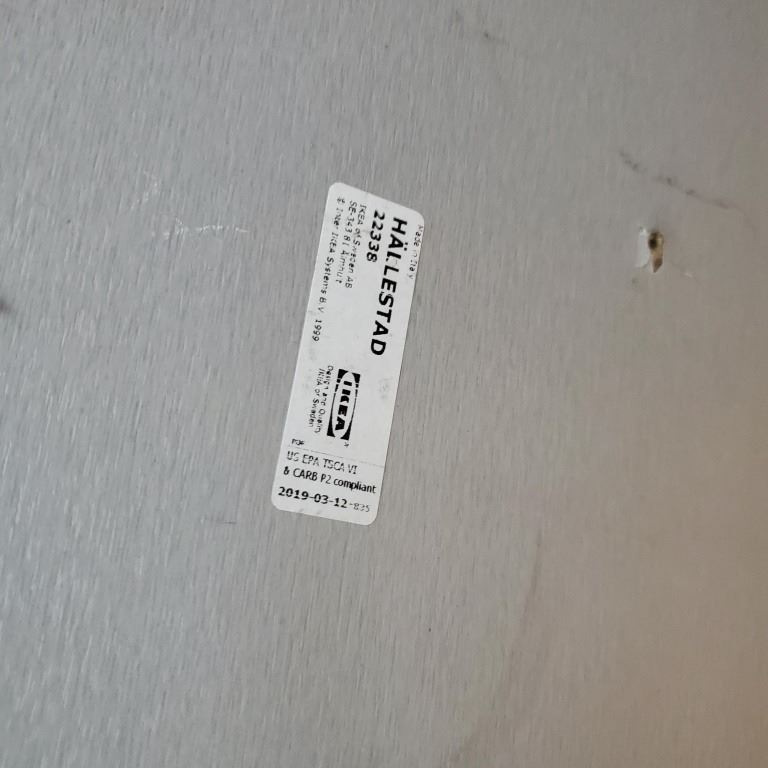 Made in Italy
HÄLLESTAD
22338
IKEA of Sweden AB
SE-343 81 Älmhult
© Inter IKEA Systems B.V. 1999
IKEA
Design and Quality
IKEA of Sweden
US EPA TSCA VI
& CARB P2 compliant
2019-03-12-835